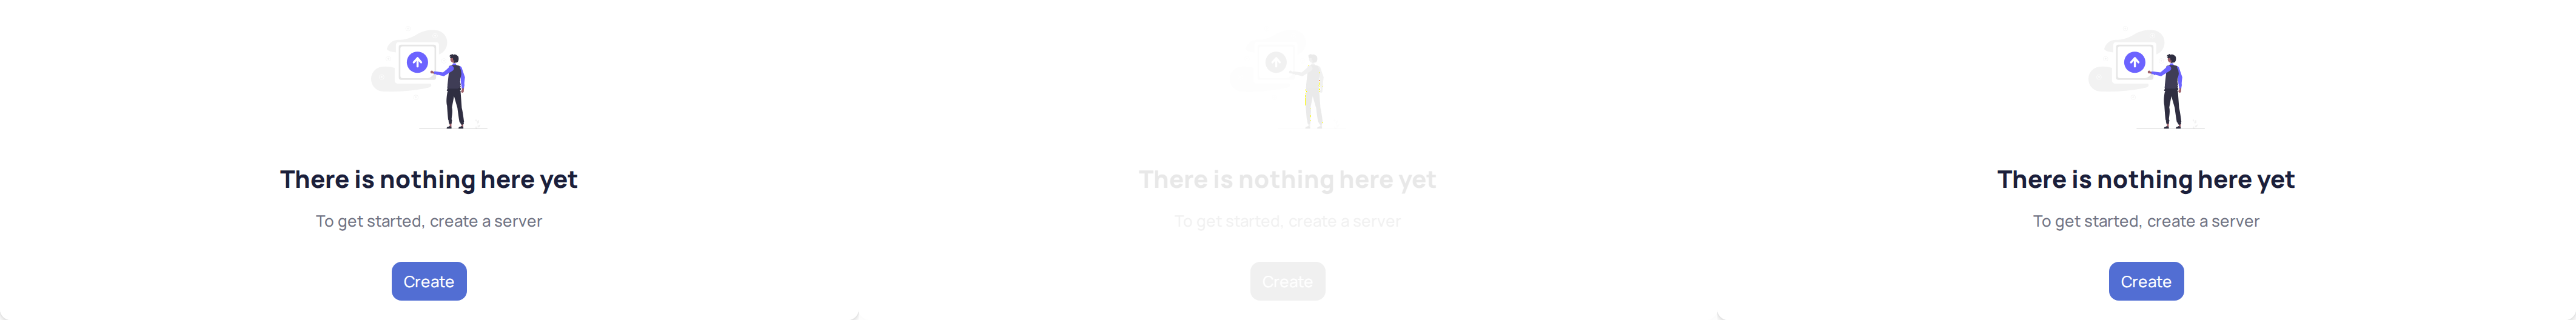 There is nothing here yet
To get started, create a server
Create
There is nothing here yet
To get started, create a server
Create
There is nothing here yet
To get started, create a server
Create